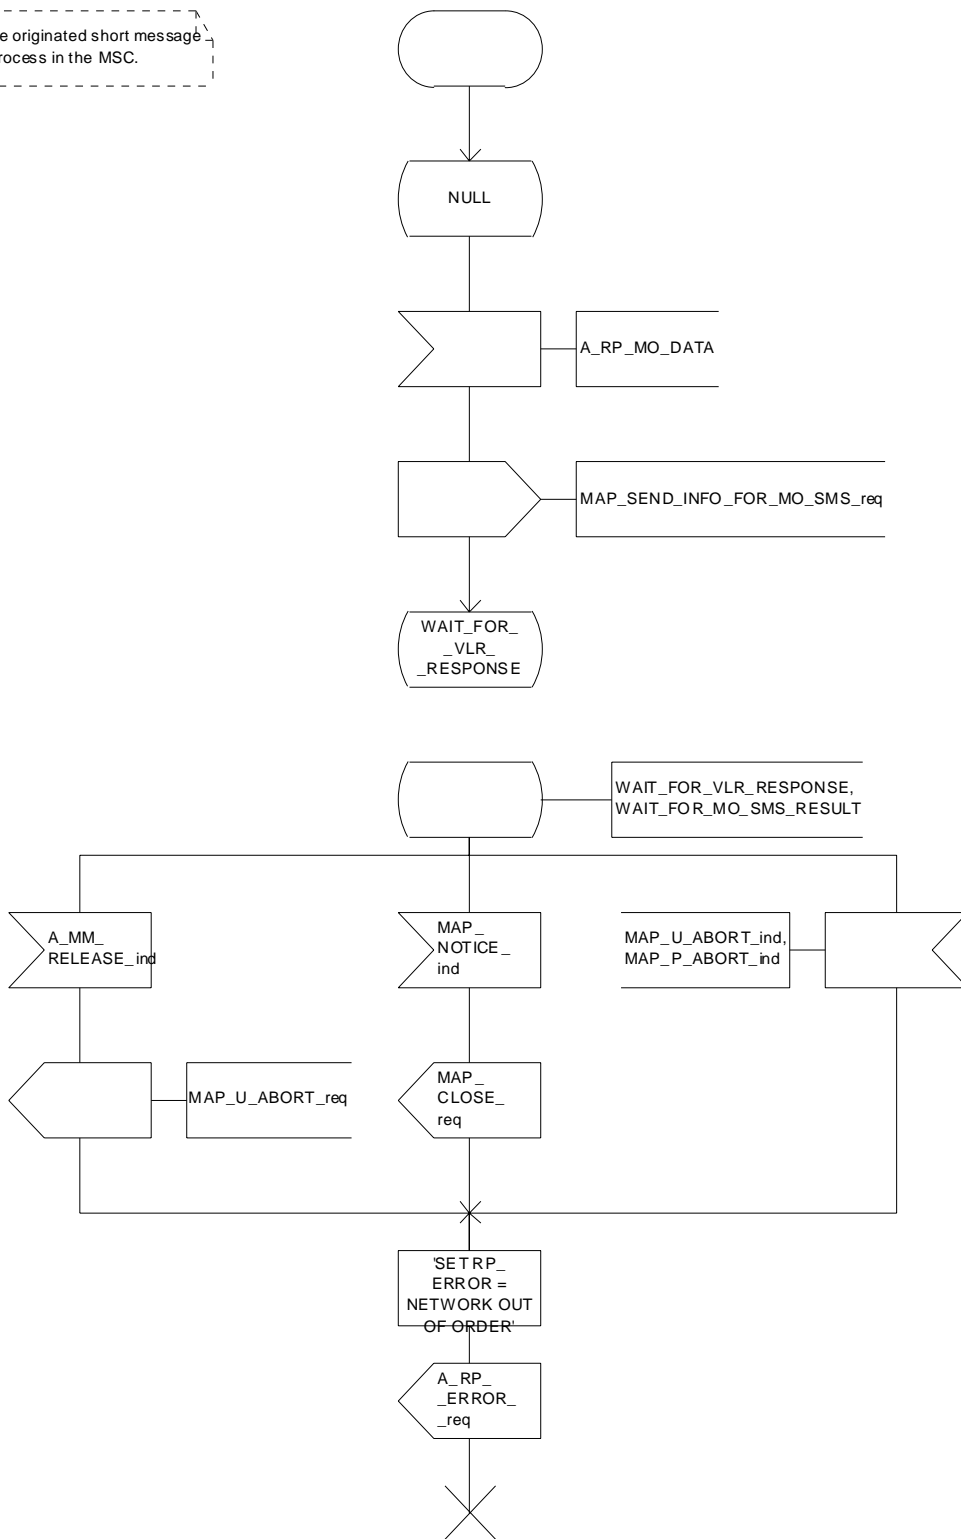 e originated short message
rocess in the MSC.
NULL
A_RP_MO_DATA
MAP_SEND_INFO_FOR_MO_SMS_req
WAIT_FOR_
_VLR_
_RESPONSE
WAIT_FOR_VLR_RESPONSE,
WAIT_FOR_MO_SMS_RESULT
A_MM_
RELEASE_ind
MAP_
NOTICE_
ind
MAP_U_ABORT_ind,
MAP_P_ABORT_ind
MAP_U_ABORT_req
MAP_
CLOSE_
req
'SET RP_
ERROR =
NETWORK OUT
OF ORDER'
A_RP_
_ERROR_
_req